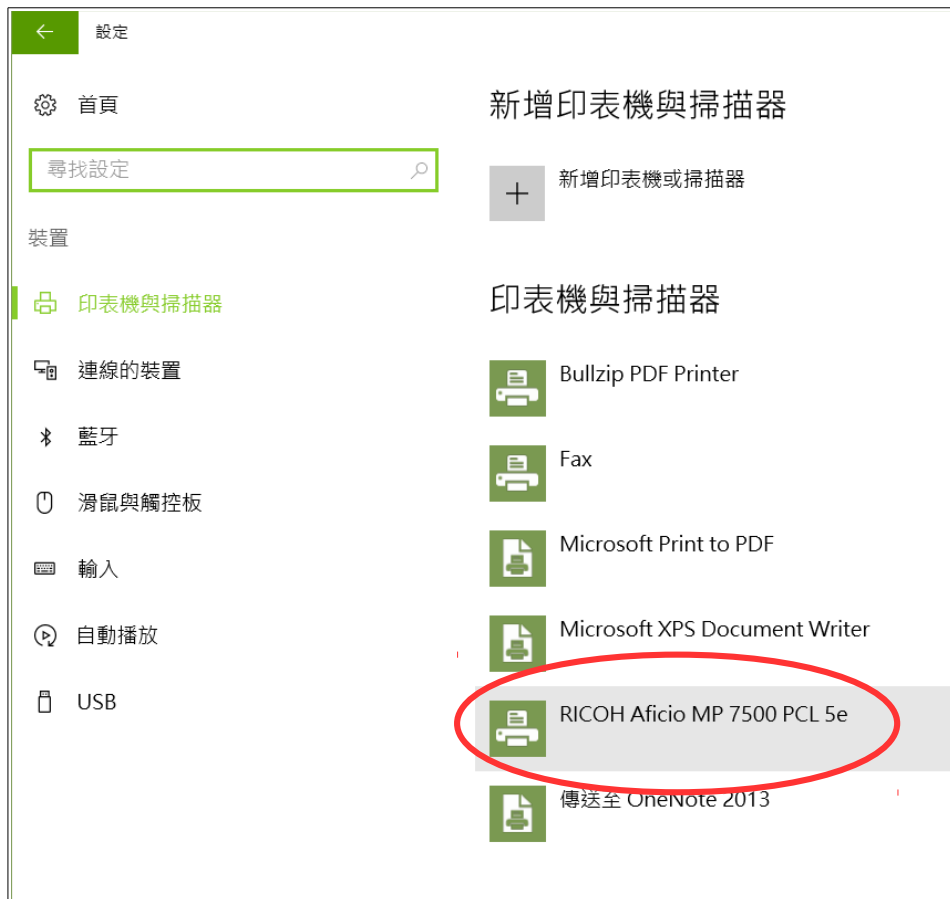 設定
首頁
尋找設定
裝置
印表機與掃描器
連線的裝置
藍牙
滑鼠與觸控板
輸入
自動播放
USB
新增印表機與掃描器
新增印表機或掃描器
印表機與掃描器
Bullzip PDF Printer
Fax
Microsoft Print to PDF
Microsoft XPS Document Writer
RICOH Aficio MP 7500 PCL 5e
傳送至 OneNote 2013